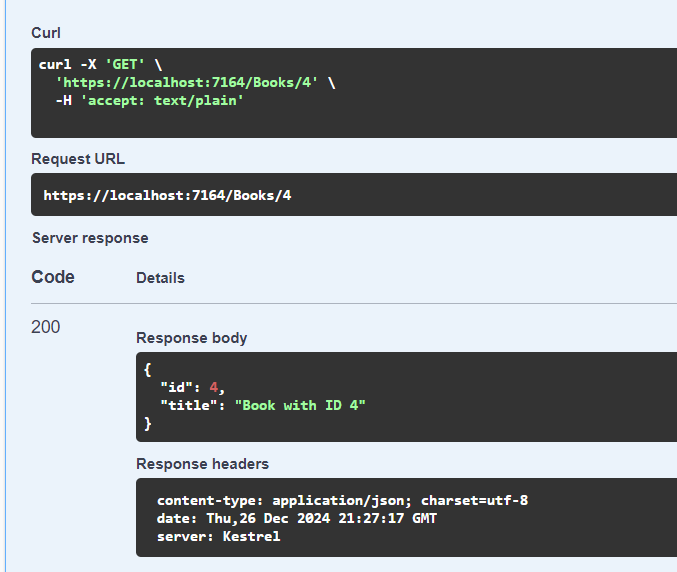 Curl
curl -X 'GET' \
  'https://localhost:7164/Books/4' \
  -H 'accept: text/plain'
Request URL
https://localhost:7164/Books/4
Server response
Code Details
200
Response body
{
  "id": 4,
  "title": "Book with ID 4"
}
Response headers
content-type: application/json; charset=utf-8
date: Thu,26 Dec 2024 21:27:17 GMT
server: Kestrel